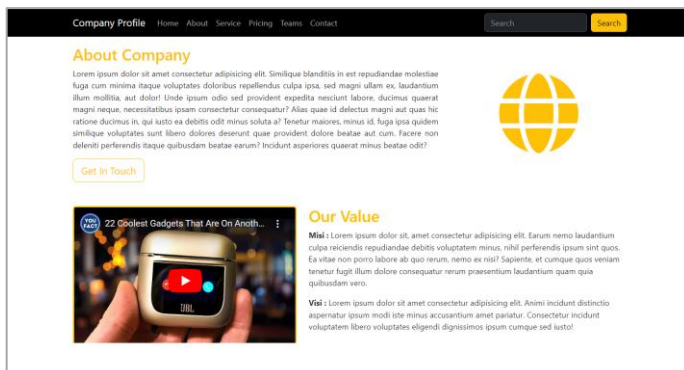 Company Profile Home About Service Pricing Teams Contact Search Search
About Company
Lorem ipsum dolor sit amet consectetur adipisicing elit. Similique blanditiis in est repudiandae molestiae
fuga cum minima itaque voluptates doloribus repellendus culpa ipsa, sed magni ullam ex, laudantium
illum mollitia, aut dolor! Unde ipsum odio sed provident expedita nesciunt labore, ducimus quaerat
magni neque, necessitatibus ipsam consectetur consequatur? Alias quae id delectus magni aut quas hic
ratione ducimus in, qui iusto ea debitis odit minus soluta a? Tenetur maiores, minus id, fuga ipsa quidem
similique voluptates sunt libero dolores deserunt quae provident dolore beatae aut cum. Facere non
deleniti perferendis itaque quibusdam beatae earum? Incidunt asperiores quaerat minus beatae odit?
Get In Touch
YOU FACT
22 Coolest Gadgets That Are On Anoth...
JBL
Our Value
Misi : Lorem ipsum dolor sit, amet consectetur adipisicing elit. Earum nemo laudantium
culpa reiciendis repudiandae debitis voluptatem minus, nihil perferendis ipsum sint quos.
Ea vitae non porro labore ab quo rerum, nemo ex nisi? Sapiente, et cumque quos veniam
tenetur fugit illum dolore consequatur rerum praesentium laudantium quam quia
quibusdam vero.
Visi : Lorem ipsum dolor sit amet consectetur adipisicing elit. Animi incidunt distinctio
aspernatur ipsum modi iste minus accusantium amet pariatur. Consectetur incidunt
voluptatem libero voluptates eligendi dignissimos ipsum cumque sed iusto!